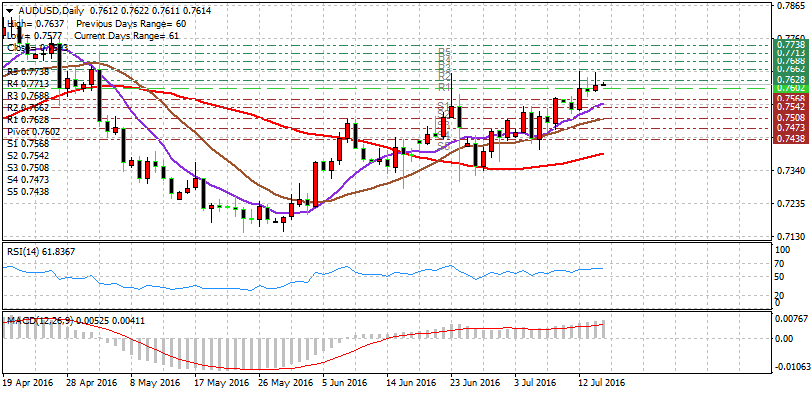 AUDUSD,Daily 0.7612 0.7622 0.7611 0.7614
High= 0.7637 Previous Days Range= 60
Low= 0.7577 Current Days Range= 61
R5 0.7738
R4 0.7713
R3 0.7688
R2 0.7662
R1 0.7628
Pivot 0.7602
S1 0.7568
S2 0.7542
S3 0.7508
S4 0.7473
S5 0.7438
0.7865
0.7760
0.7738
0.7713
0.7688
0.7662
0.7628
0.7602
0.7568
0.7542
0.7508
0.7473
0.7438
0.7340
0.7235
0.7130
RSI(14) 61.8367
100
70
50
20
0
MACD(12,26,9) 0.00525 0.00411
0.00767
0.00
-0.01063
19 Apr 2016 28 Apr 2016 8 May 2016 17 May 2016 26 May 2016 5 Jun 2016 14 Jun 2016 23 Jun 2016 3 Jul 2016 12 Jul 2016